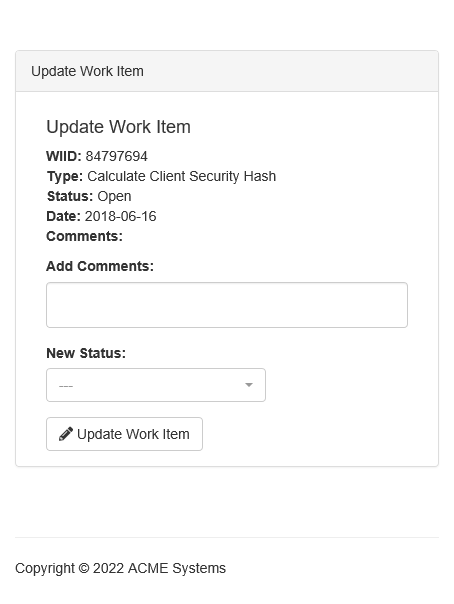 Update Work Item
Update Work Item
WIID: 84797694
Type: Calculate Client Security Hash
Status: Open
Date: 2018-06-16
Comments:
Add Comments:
New Status:
---
Update Work Item
Copyright © 2022 ACME Systems